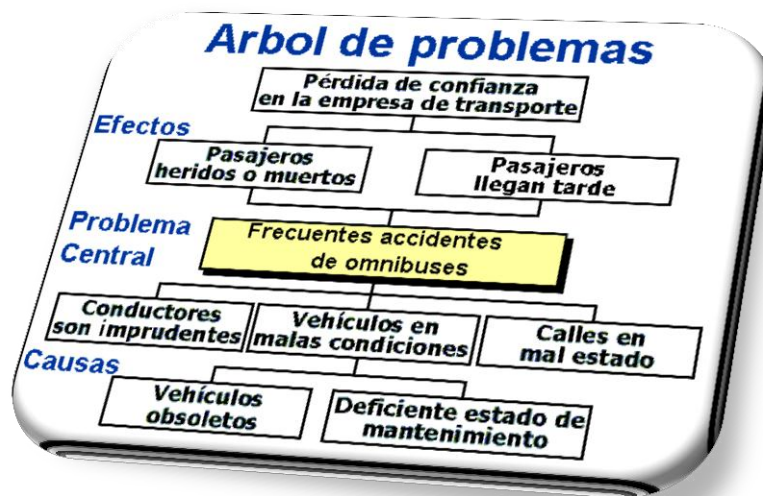 Arbol de problemas
Pérdida de confianza
en la empresa de transporte
Efectos
Pasajeros
heridos o muertos
Pasajeros
llegan tarde
Problema
Central
Frecuentes accidentes
de omnibuses
Conductores
son imprudentes
Vehículos en
malas condiciones
Calles en
mal estado
Causas
Vehículos
obsoletos
Deficiente estado de
mantenimiento